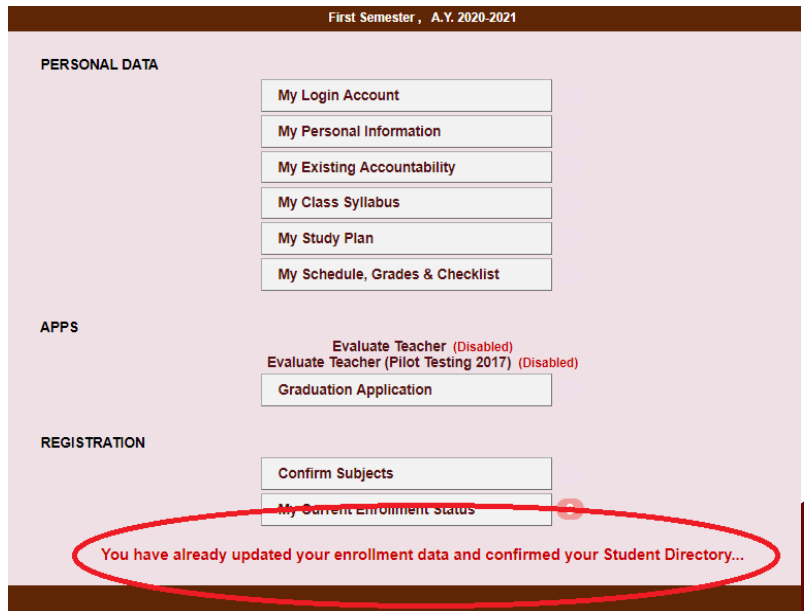 First Semester , A.Y. 2020-2021
PERSONAL DATA
My Login Account
My Personal Information
My Existing Accountability
My Class Syllabus
My Study Plan
My Schedule, Grades & Checklist
APPS
Evaluate Teacher (Disabled)
Evaluate Teacher (Pilot Testing 2017) (Disabled)
Graduation Application
REGISTRATION
Confirm Subjects
My Current Enrollment Status
You have already updated your enrollment data and confirmed your Student Directory...